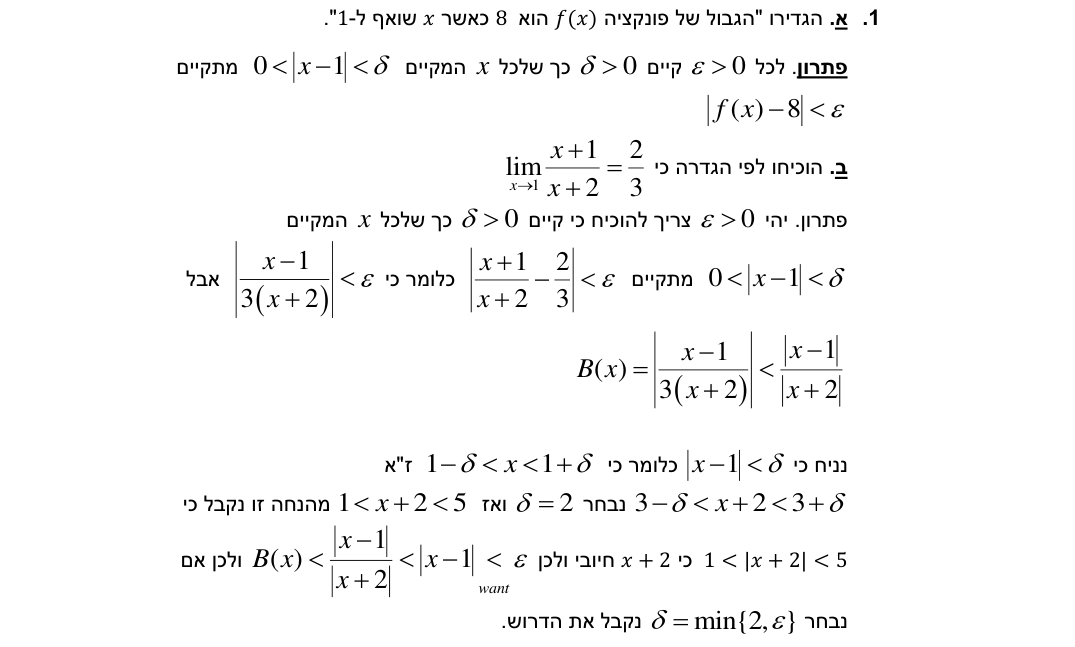 1. א. הגדירו "הגבול של פונקציה f(x) הוא 8 כאשר x שואף ל-1".
פתרון. לכל ε > 0 קיים δ > 0 כך שלכל x המקיים 0 < |x − 1| < δ מתקיים
|f(x) − 8| < ε
ב. הוכיחו לפי הגדרה כי lim_{x→1} (x+1)/(x+2) = 2/3
פתרון. יהי ε > 0 צריך להוכיח כי קיים δ > 0 כך שלכל x המקיים
0 < |x − 1| < δ מתקיים |(x+1)/(x+2) − 2/3| < ε כלומר כי |(x−1)/(3(x+2))| < ε אבל
B(x) = |(x−1)/(3(x+2))| < |x−1|/|x+2|
נניח כי |x − 1| < δ כלומר כי 1 − δ < x < 1 + δ ז"א
3 − δ < x + 2 < 3 + δ נבחר δ = 2 ואז 1 < x + 2 < 5 מהנחה זו נקבל כי
1 < |x + 2| < 5 כי x + 2 חיובי ולכן B(x) < |x−1|/|x+2| < |x − 1| <_{want} ε ולכן אם
נבחר δ = min{2, ε} נקבל את הדרוש.